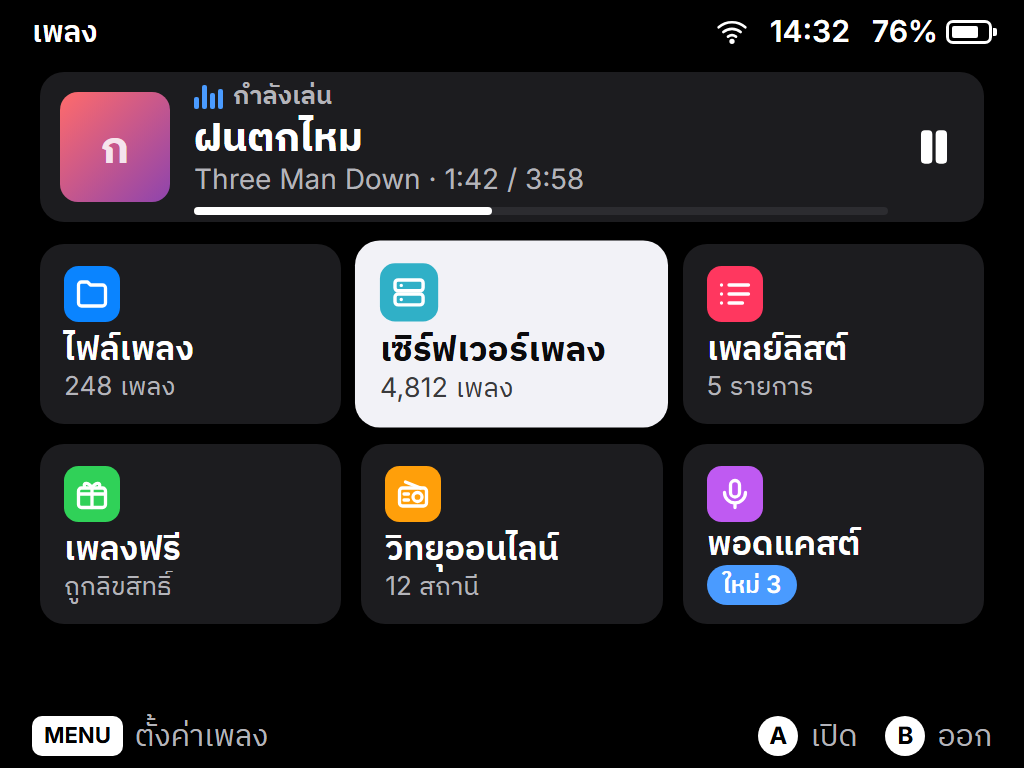 เพลง
14:32 76%
ก
กำลังเล่น
ฝนตกไหม
Three Man Down · 1:42 / 3:58
ไฟล์เพลง
248 เพลง
เซิร์ฟเวอร์เพลง
4,812 เพลง
เพลย์ลิสต์
5 รายการ
เพลงฟรี
ถูกลิขสิทธิ์
วิทยุออนไลน์
12 สถานี
พอดแคสต์
ใหม่ 3
MENU ตั้งค่าเพลง
A เปิด B ออก